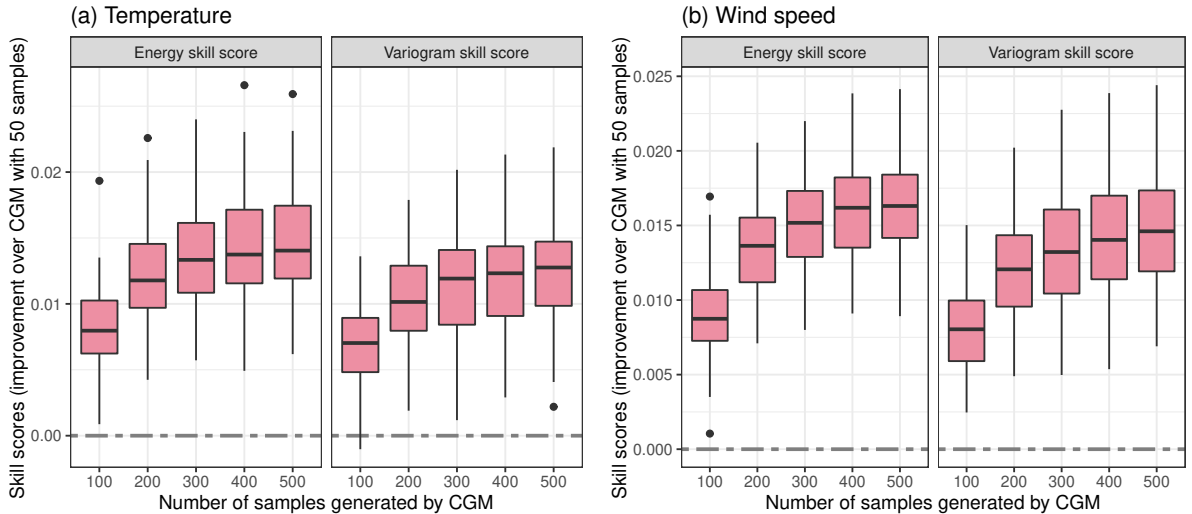 (a) Temperature
Skill scores (improvement over CGM with 50 samples)
Energy skill score
Variogram skill score
0.02
0.01
0.00
100 200 300 400 500
100 200 300 400 500
Number of samples generated by CGM
(b) Wind speed
Skill scores (improvement over CGM with 50 samples)
Energy skill score
Variogram skill score
0.025
0.020
0.015
0.010
0.005
0.000
100 200 300 400 500
100 200 300 400 500
Number of samples generated by CGM